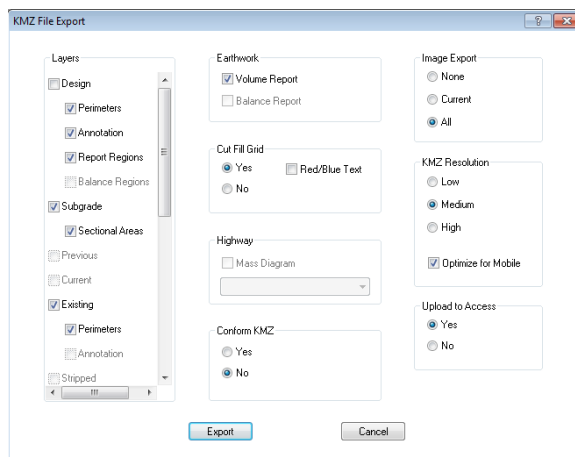 KMZ File Export
Layers
Design
Perimeters
Annotation
Report Regions
Balance Regions
Subgrade
Sectional Areas
Previous
Current
Existing
Perimeters
Annotation
Stripped
Earthwork
Volume Report
Balance Report
Cut Fill Grid
Yes
Red/Blue Text
No
Highway
Mass Diagram
Conform KMZ
Yes
No
Image Export
None
Current
All
KMZ Resolution
Low
Medium
High
Optimize for Mobile
Upload to Access
Yes
No
Export
Cancel